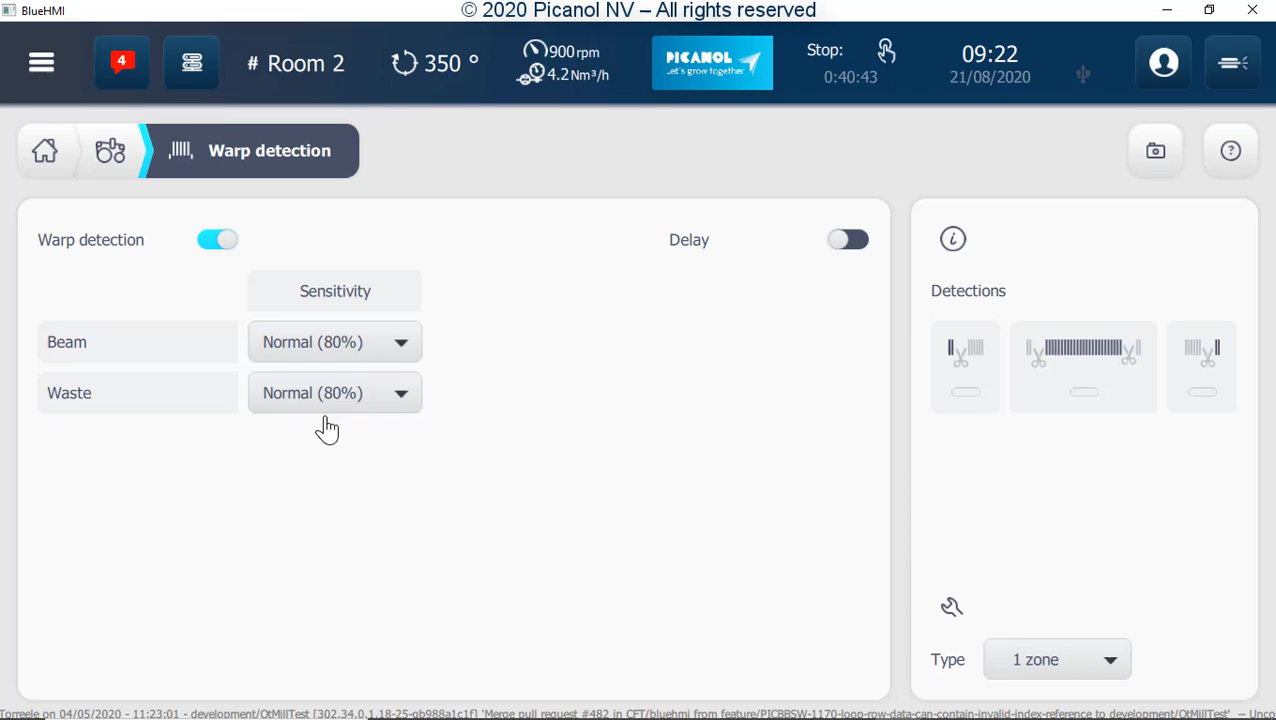 BlueHMI
© 2020 Picanol NV – All rights reserved
4
# Room 2
350 °
900 rpm
4.2 Nm³/h
PICANOL
Let's grow together
Stop:
0:40:43
09:22
21/08/2020
Warp detection
Warp detection
Delay
Sensitivity
Beam
Normal (80%)
Waste
Normal (80%)
Detections
Type
1 zone
Torreele on 04/05/2020 - 11:23:01 - development/OtMillTest [302.34.0.1.18-25-gb988a1c1f] 'Merge pull request #482 in CFT/bluehmi from feature/PICBBSW-1170-loop-row-data-can-contain-invalid-index-reference to development/OtMillTest' -- Unco